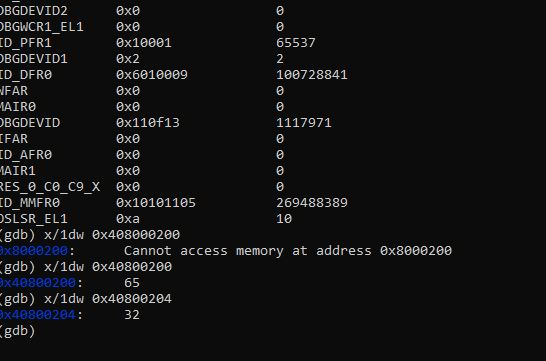 DBGDEVID2 0x0 0
DBGWCR1_EL1 0x0 0
ID_PFR1 0x10001 65537
DBGDEVID1 0x2 2
ID_DFR0 0x6010009 100728841
WFAR 0x0 0
MAIR0 0x0 0
DBGDEVID 0x110f13 1117971
IFAR 0x0 0
ID_AFR0 0x0 0
MAIR1 0x0 0
RES_0_C0_C9_X 0x0 0
ID_MMFR0 0x10101105 269488389
OSLSR_EL1 0xa 10
(gdb) x/1dw 0x408000200
0x8000200: Cannot access memory at address 0x8000200
(gdb) x/1dw 0x40800200
0x40800200: 65
(gdb) x/1dw 0x40800204
0x40800204: 32
(gdb)